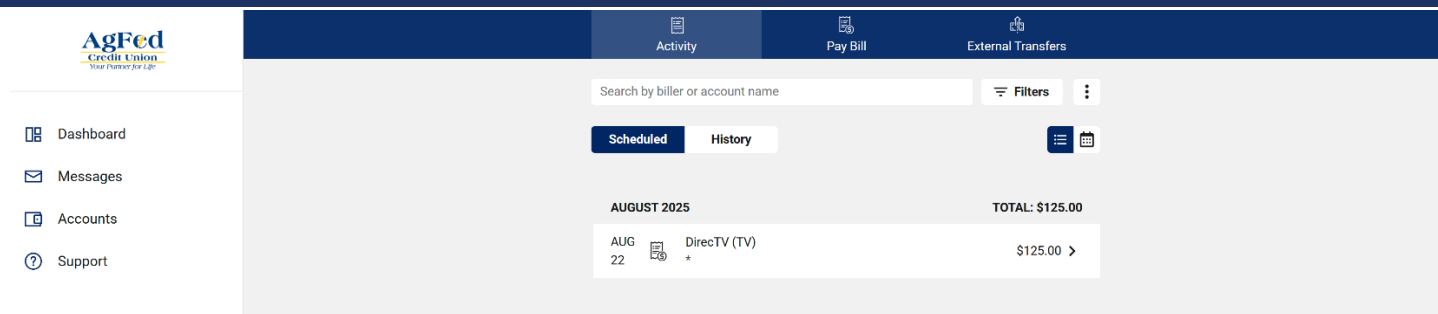 AgFed
Credit Union
Your Partner for Life
Dashboard
Messages
Accounts
Support
Activity
Pay Bill
External Transfers
Search by biller or account name
Filters
Scheduled
History
AUGUST 2025
TOTAL: $125.00
AUG
22
DirecTV (TV)
*
$125.00